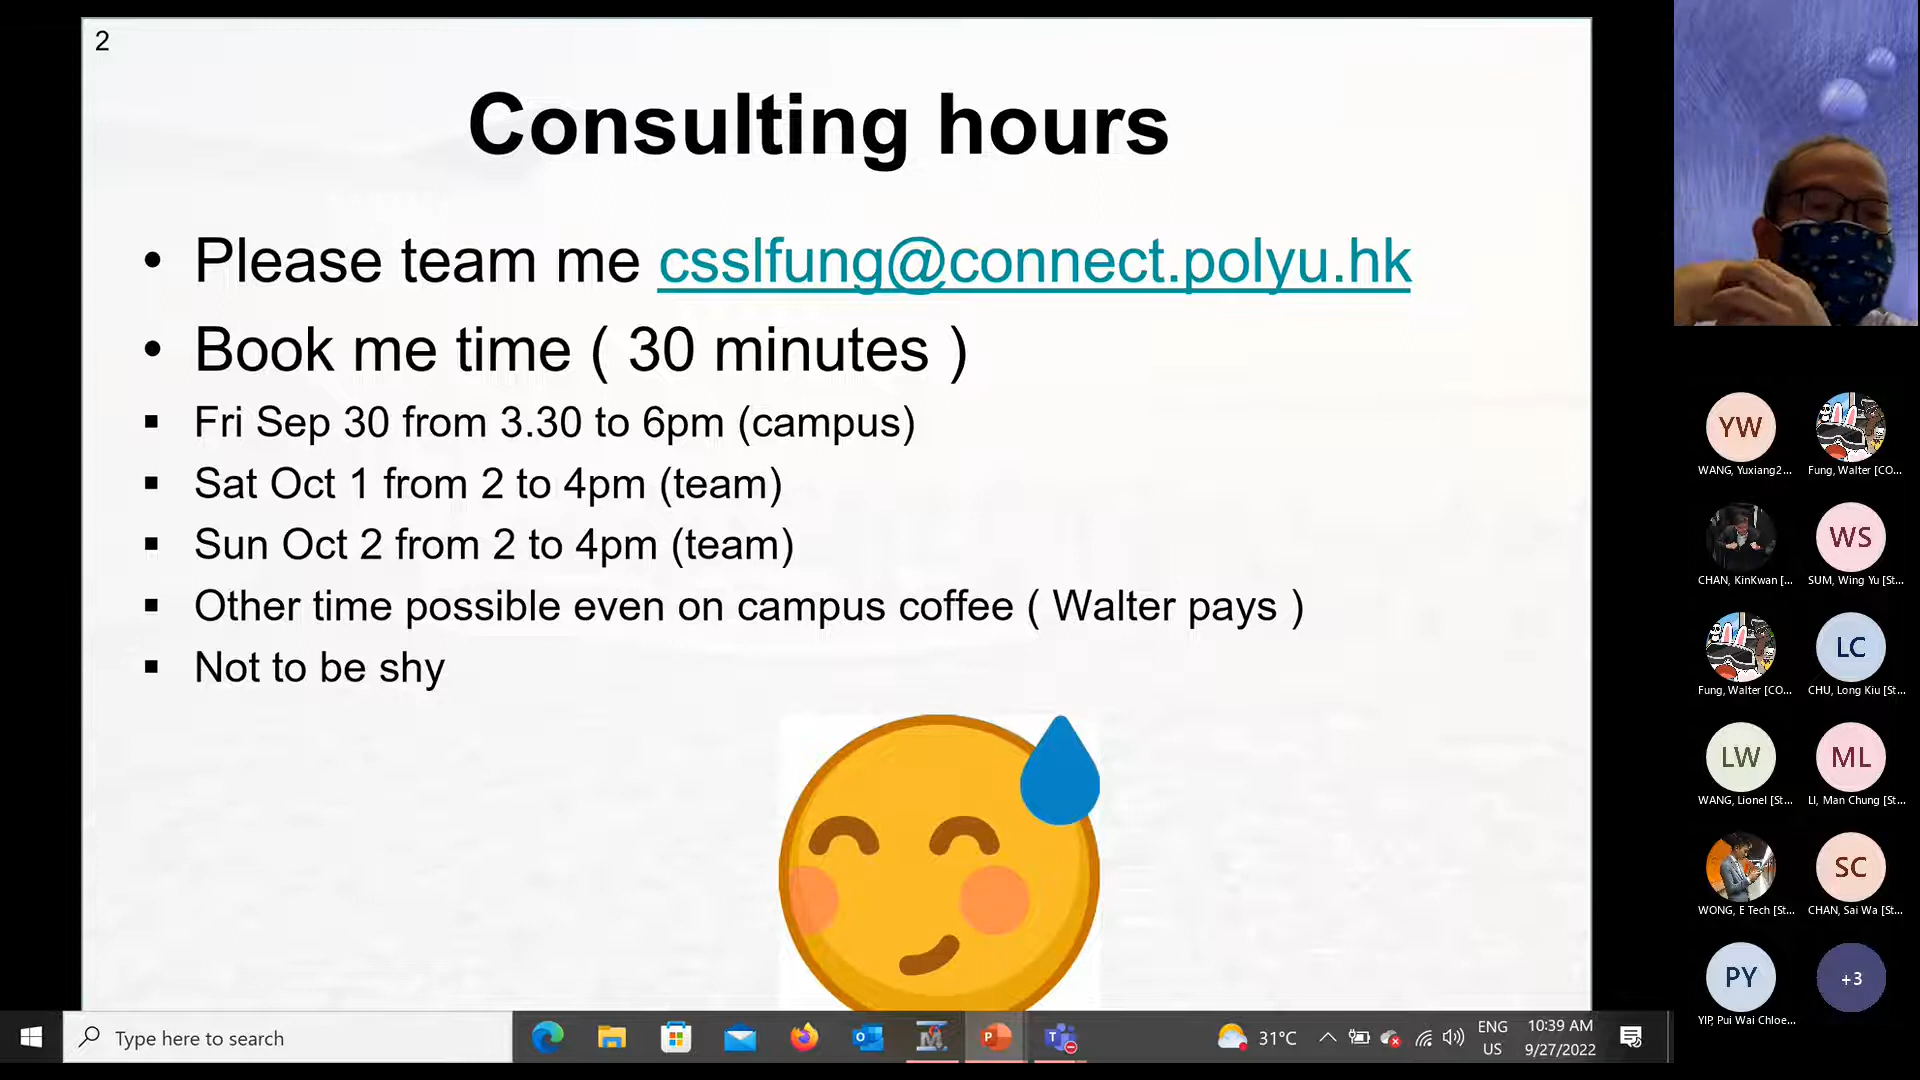 2
Consulting hours
• Please team me csslfung@connect.polyu.hk
• Book me time ( 30 minutes )
▪ Fri Sep 30 from 3.30 to 6pm (campus)
▪ Sat Oct 1 from 2 to 4pm (team)
▪ Sun Oct 2 from 2 to 4pm (team)
▪ Other time possible even on campus coffee ( Walter pays )
▪ Not to be shy
YW
WANG, Yuxiang2...
Fung, Walter [CO...
CHAN, KinKwan [...
WS
SUM, Wing Yu [St...
Fung, Walter [CO...
LC
CHU, Long Kiu [St...
LW
WANG, Lionel [St...
ML
LI, Man Chung [St...
WONG, E Tech [St...
SC
CHAN, Sai Wa [St...
PY
YIP, Pui Wai Chloe...
+3
Type here to search
31°C
ENG
US
10:39 AM
9/27/2022